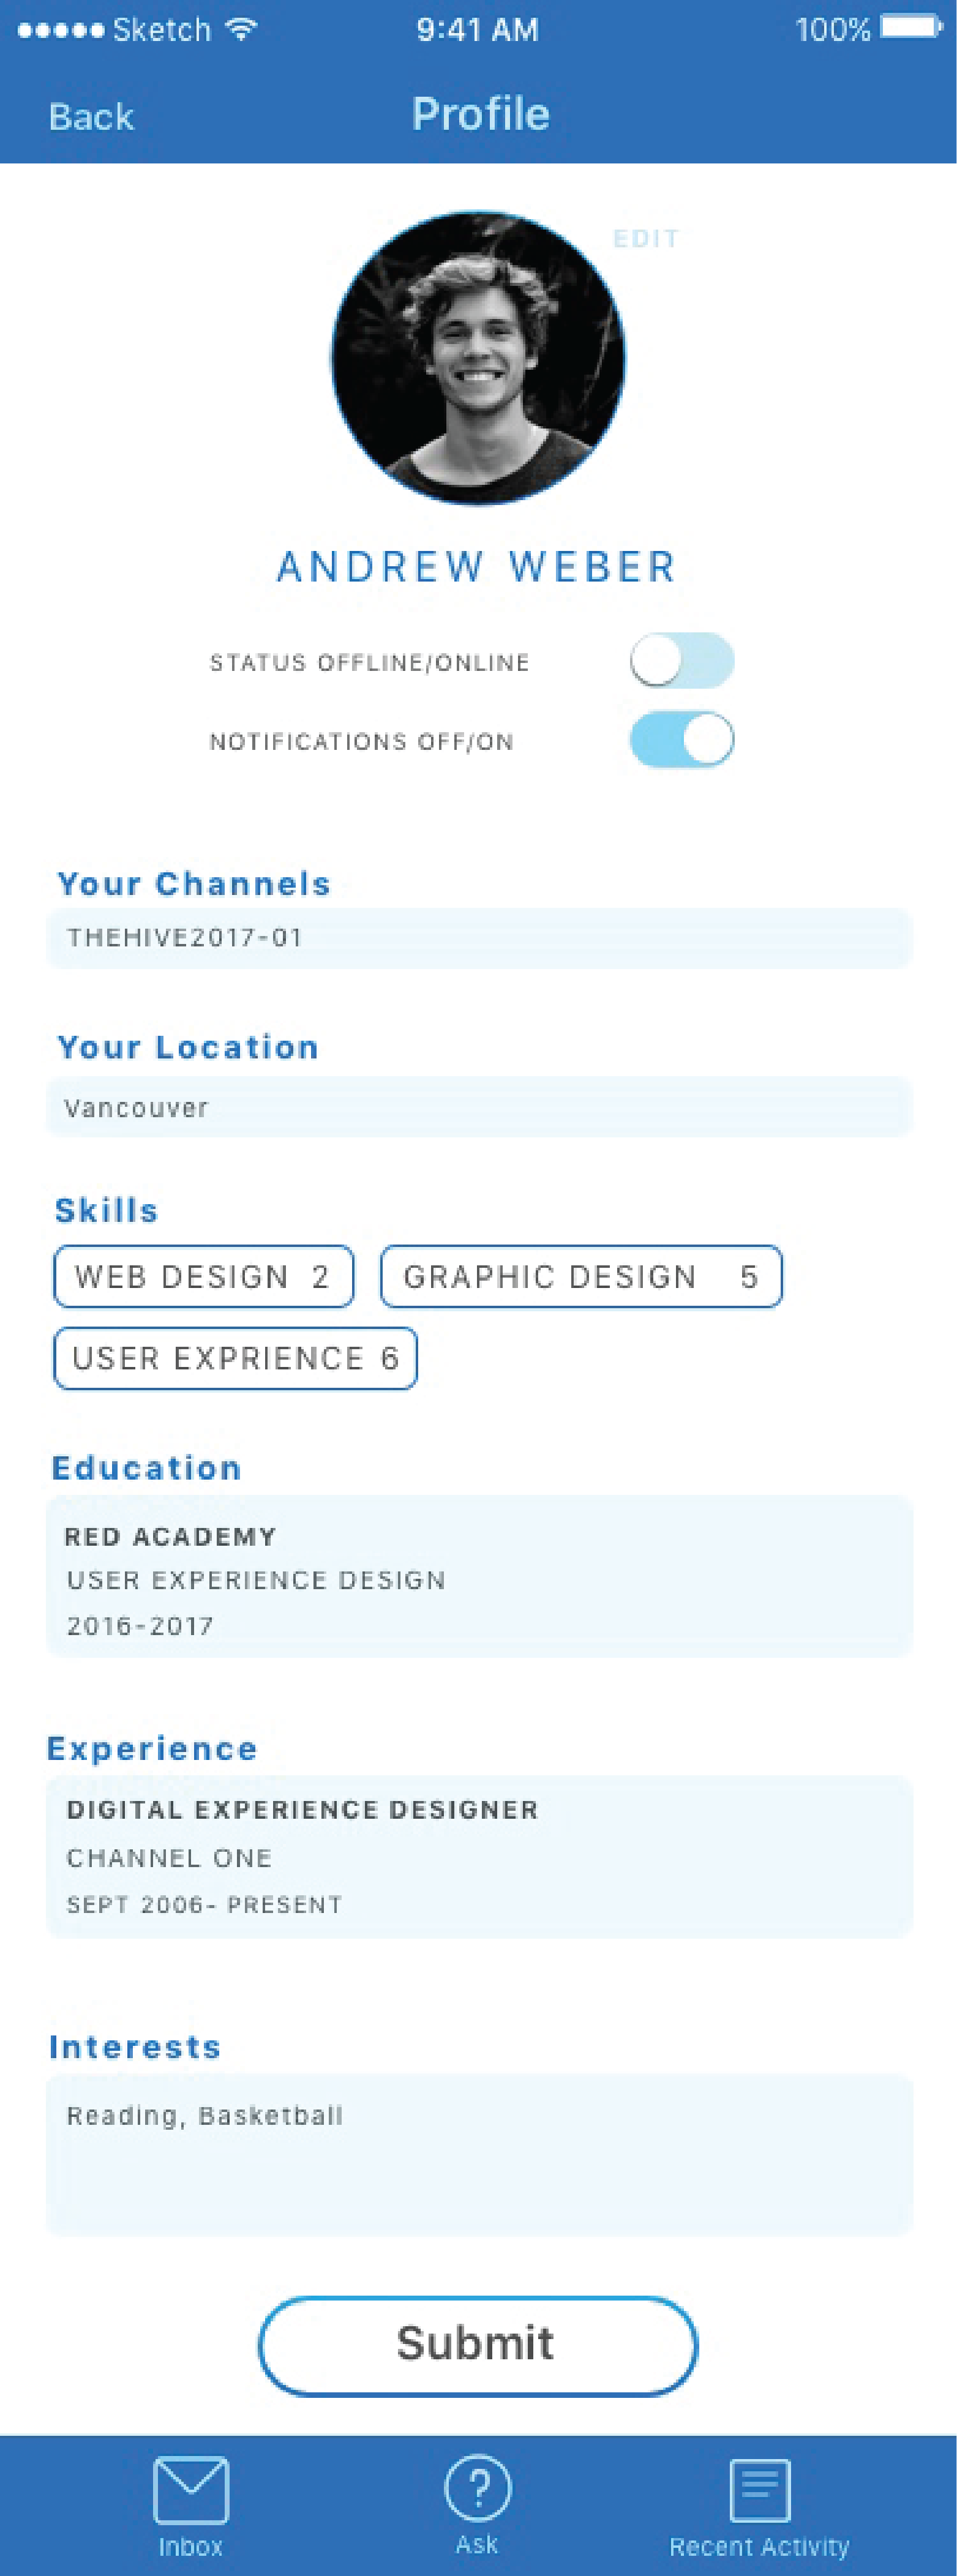 Sketch 9:41 AM 100%
Back Profile
EDIT
ANDREW WEBER
STATUS OFFLINE/ONLINE
NOTIFICATIONS OFF/ON
Your Channels
THEHIVE2017-01
Your Location
Vancouver
Skills
WEB DESIGN 2 GRAPHIC DESIGN 5
USER EXPRIENCE 6
Education
RED ACADEMY
USER EXPERIENCE DESIGN
2016-2017
Experience
DIGITAL EXPERIENCE DESIGNER
CHANNEL ONE
SEPT 2006- PRESENT
Interests
Reading, Basketball
Submit
Inbox Ask Recent Activity